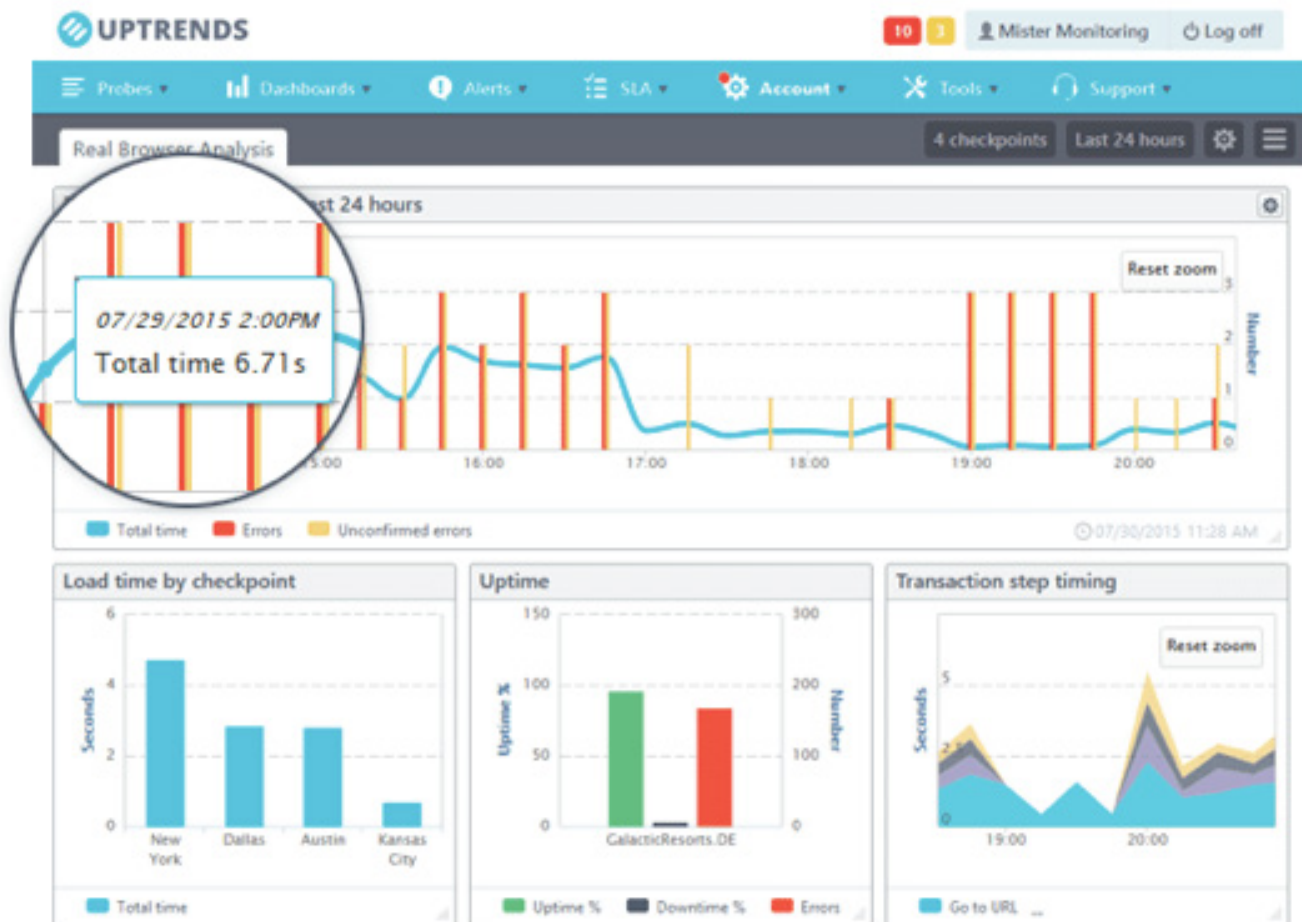 UPTRENDS
10 3 Mister Monitoring Log off
Probes Dashboards Alerts SLA Account Tools Support
Real Browser Analysis
4 checkpoints Last 24 hours
24 hours
Reset zoom
3
2
1
0
Number
07/29/2015 2:00PM
Total time 6.71s
15:00 16:00 17:00 18:00 19:00 20:00
Total time Errors Unconfirmed errors
07/30/2015 11:28 AM
Load time by checkpoint
6
4
2
0
Seconds
New York
Dallas
Austin
Kansas City
Total time
Uptime
150
100
50
0
Uptime %
300
200
100
0
Number
GalacticResorts.DE
Uptime % Downtime % Errors
Transaction step timing
Reset zoom
5
0
Seconds
19:00 20:00
Go to URL ...